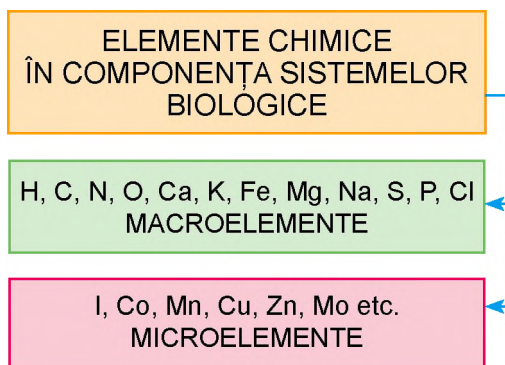 ELEMENTE CHIMICE
ÎN COMPONENȚA SISTEMELOR
BIOLOGICE
H, C, N, O, Ca, K, Fe, Mg, Na, S, P, Cl
MACROELEMENTE
I, Co, Mn, Cu, Zn, Mo etc.
MICROELEMENTE